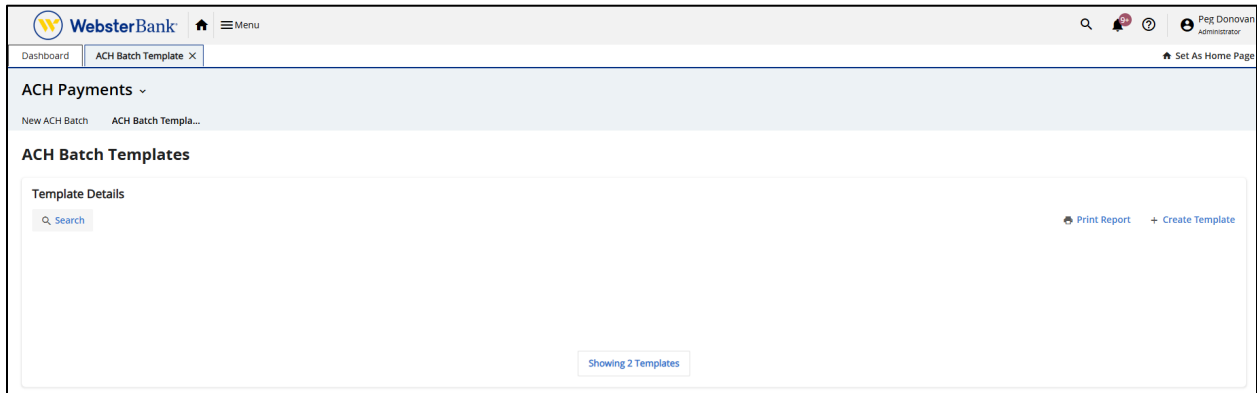 WebsterBank Menu 9+ Peg Donovan
Administrator
Dashboard ACH Batch Template Set As Home Page
ACH Payments
New ACH Batch ACH Batch Templa...
ACH Batch Templates
Template Details
Search Print Report + Create Template
Showing 2 Templates